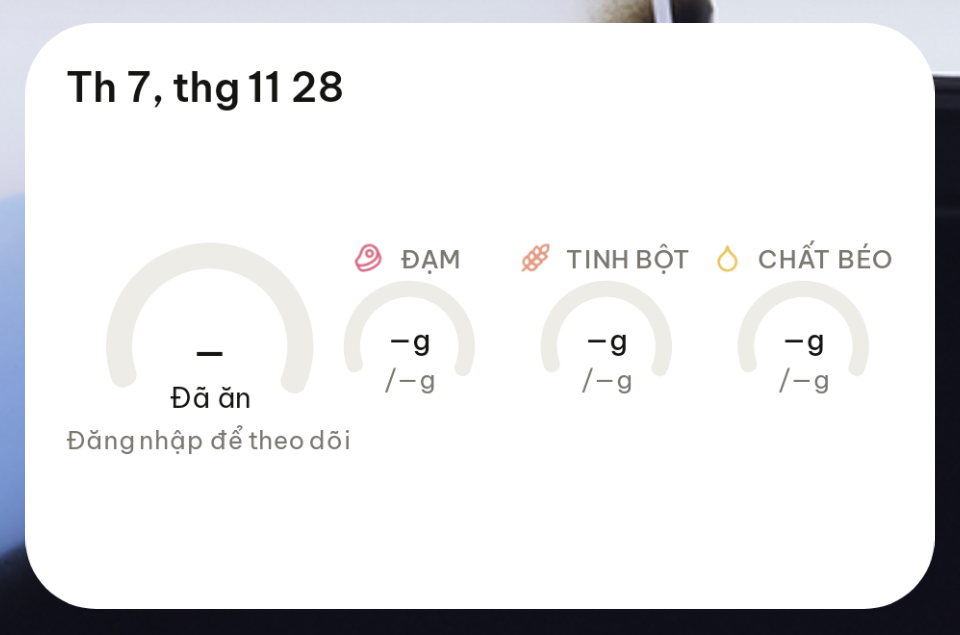 Th 7, thg 11 28
ĐẠM
TINH BỘT
CHẤT BÉO
–
Đã ăn
Đăng nhập để theo dõi
–g
/–g
–g
/–g
–g
/–g